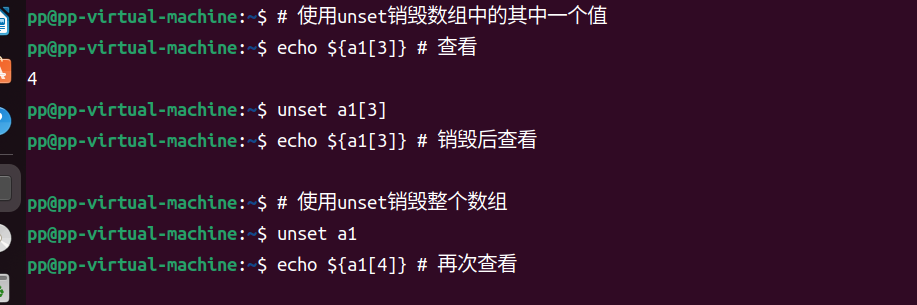 pp@pp-virtual-machine:~$ # 使用unset销毁数组中的其中一个值
pp@pp-virtual-machine:~$ echo ${a1[3]} # 查看
4
pp@pp-virtual-machine:~$ unset a1[3]
pp@pp-virtual-machine:~$ echo ${a1[3]} # 销毁后查看
pp@pp-virtual-machine:~$ # 使用unset销毁整个数组
pp@pp-virtual-machine:~$ unset a1
pp@pp-virtual-machine:~$ echo ${a1[4]} # 再次查看